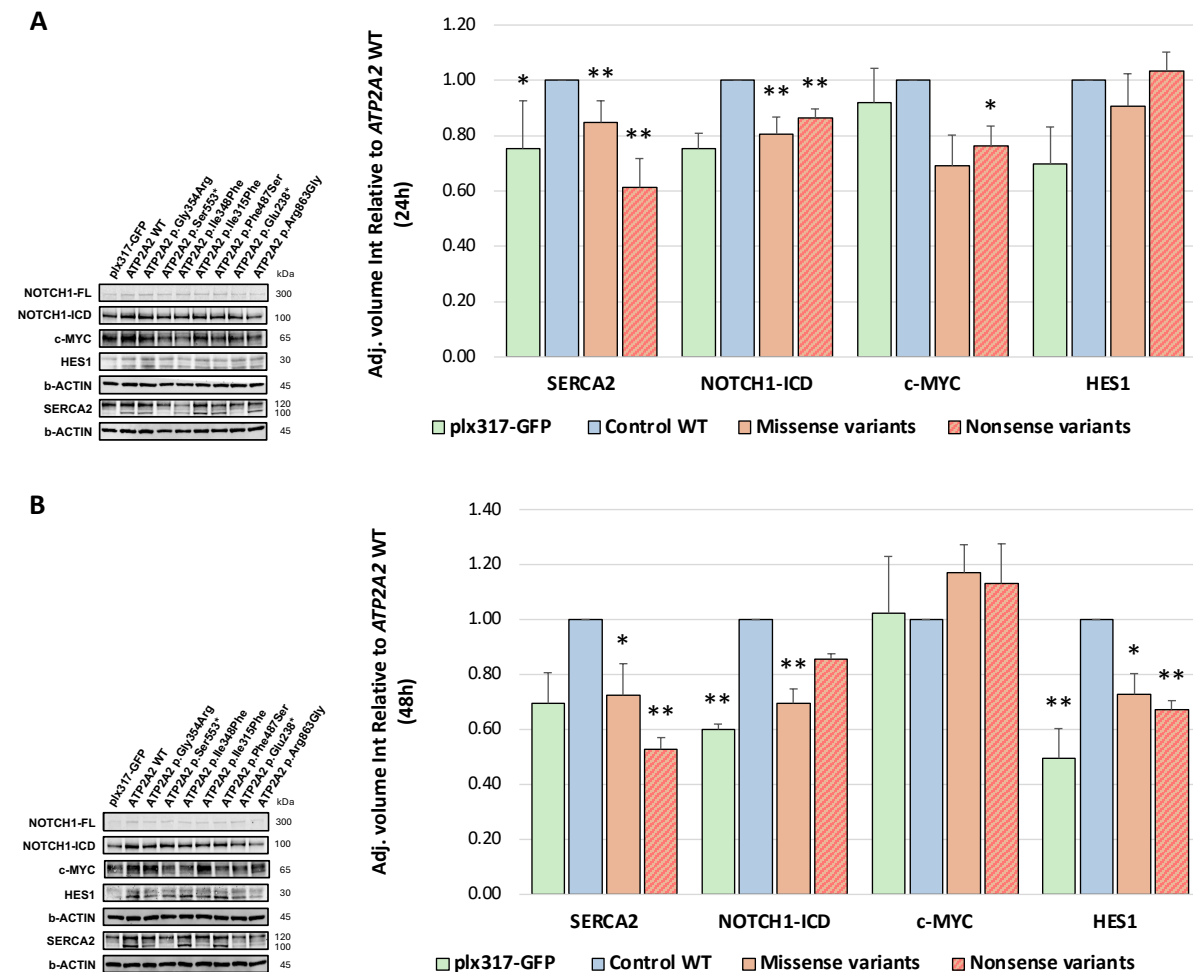 A
plx317-GFP
ATP2A2 WT
ATP2A2 p.Gly354Arg
ATP2A2 p.Ser553*
ATP2A2 p.Ile348Phe
ATP2A2 p.Ile315Phe
ATP2A2 p.Phe487Ser
ATP2A2 p.Glu238*
ATP2A2 p.Arg863Gly
kDa
NOTCH1-FL 300
NOTCH1-ICD 100
c-MYC 65
HES1 30
b-ACTIN 45
SERCA2 120
100
b-ACTIN 45
Adj. volume Int Relative to ATP2A2 WT
(24h)
1.20
1.00
0.80
0.60
0.40
0.20
0.00
* ** **
** **
*
SERCA2 NOTCH1-ICD c-MYC HES1
plx317-GFP Control WT Missense variants Nonsense variants
B
plx317-GFP
ATP2A2 WT
ATP2A2 p.Gly354Arg
ATP2A2 p.Ser553*
ATP2A2 p.Ile348Phe
ATP2A2 p.Ile315Phe
ATP2A2 p.Phe487Ser
ATP2A2 p.Glu238*
ATP2A2 p.Arg863Gly
kDa
NOTCH1-FL 300
NOTCH1-ICD 100
c-MYC 65
HES1 30
b-ACTIN 45
SERCA2 120
100
b-ACTIN 45
Adj. volume Int Relative to ATP2A2 WT
(48h)
1.40
1.20
1.00
0.80
0.60
0.40
0.20
0.00
* **
** **
** * **
SERCA2 NOTCH1-ICD c-MYC HES1
plx317-GFP Control WT Missense variants Nonsense variants